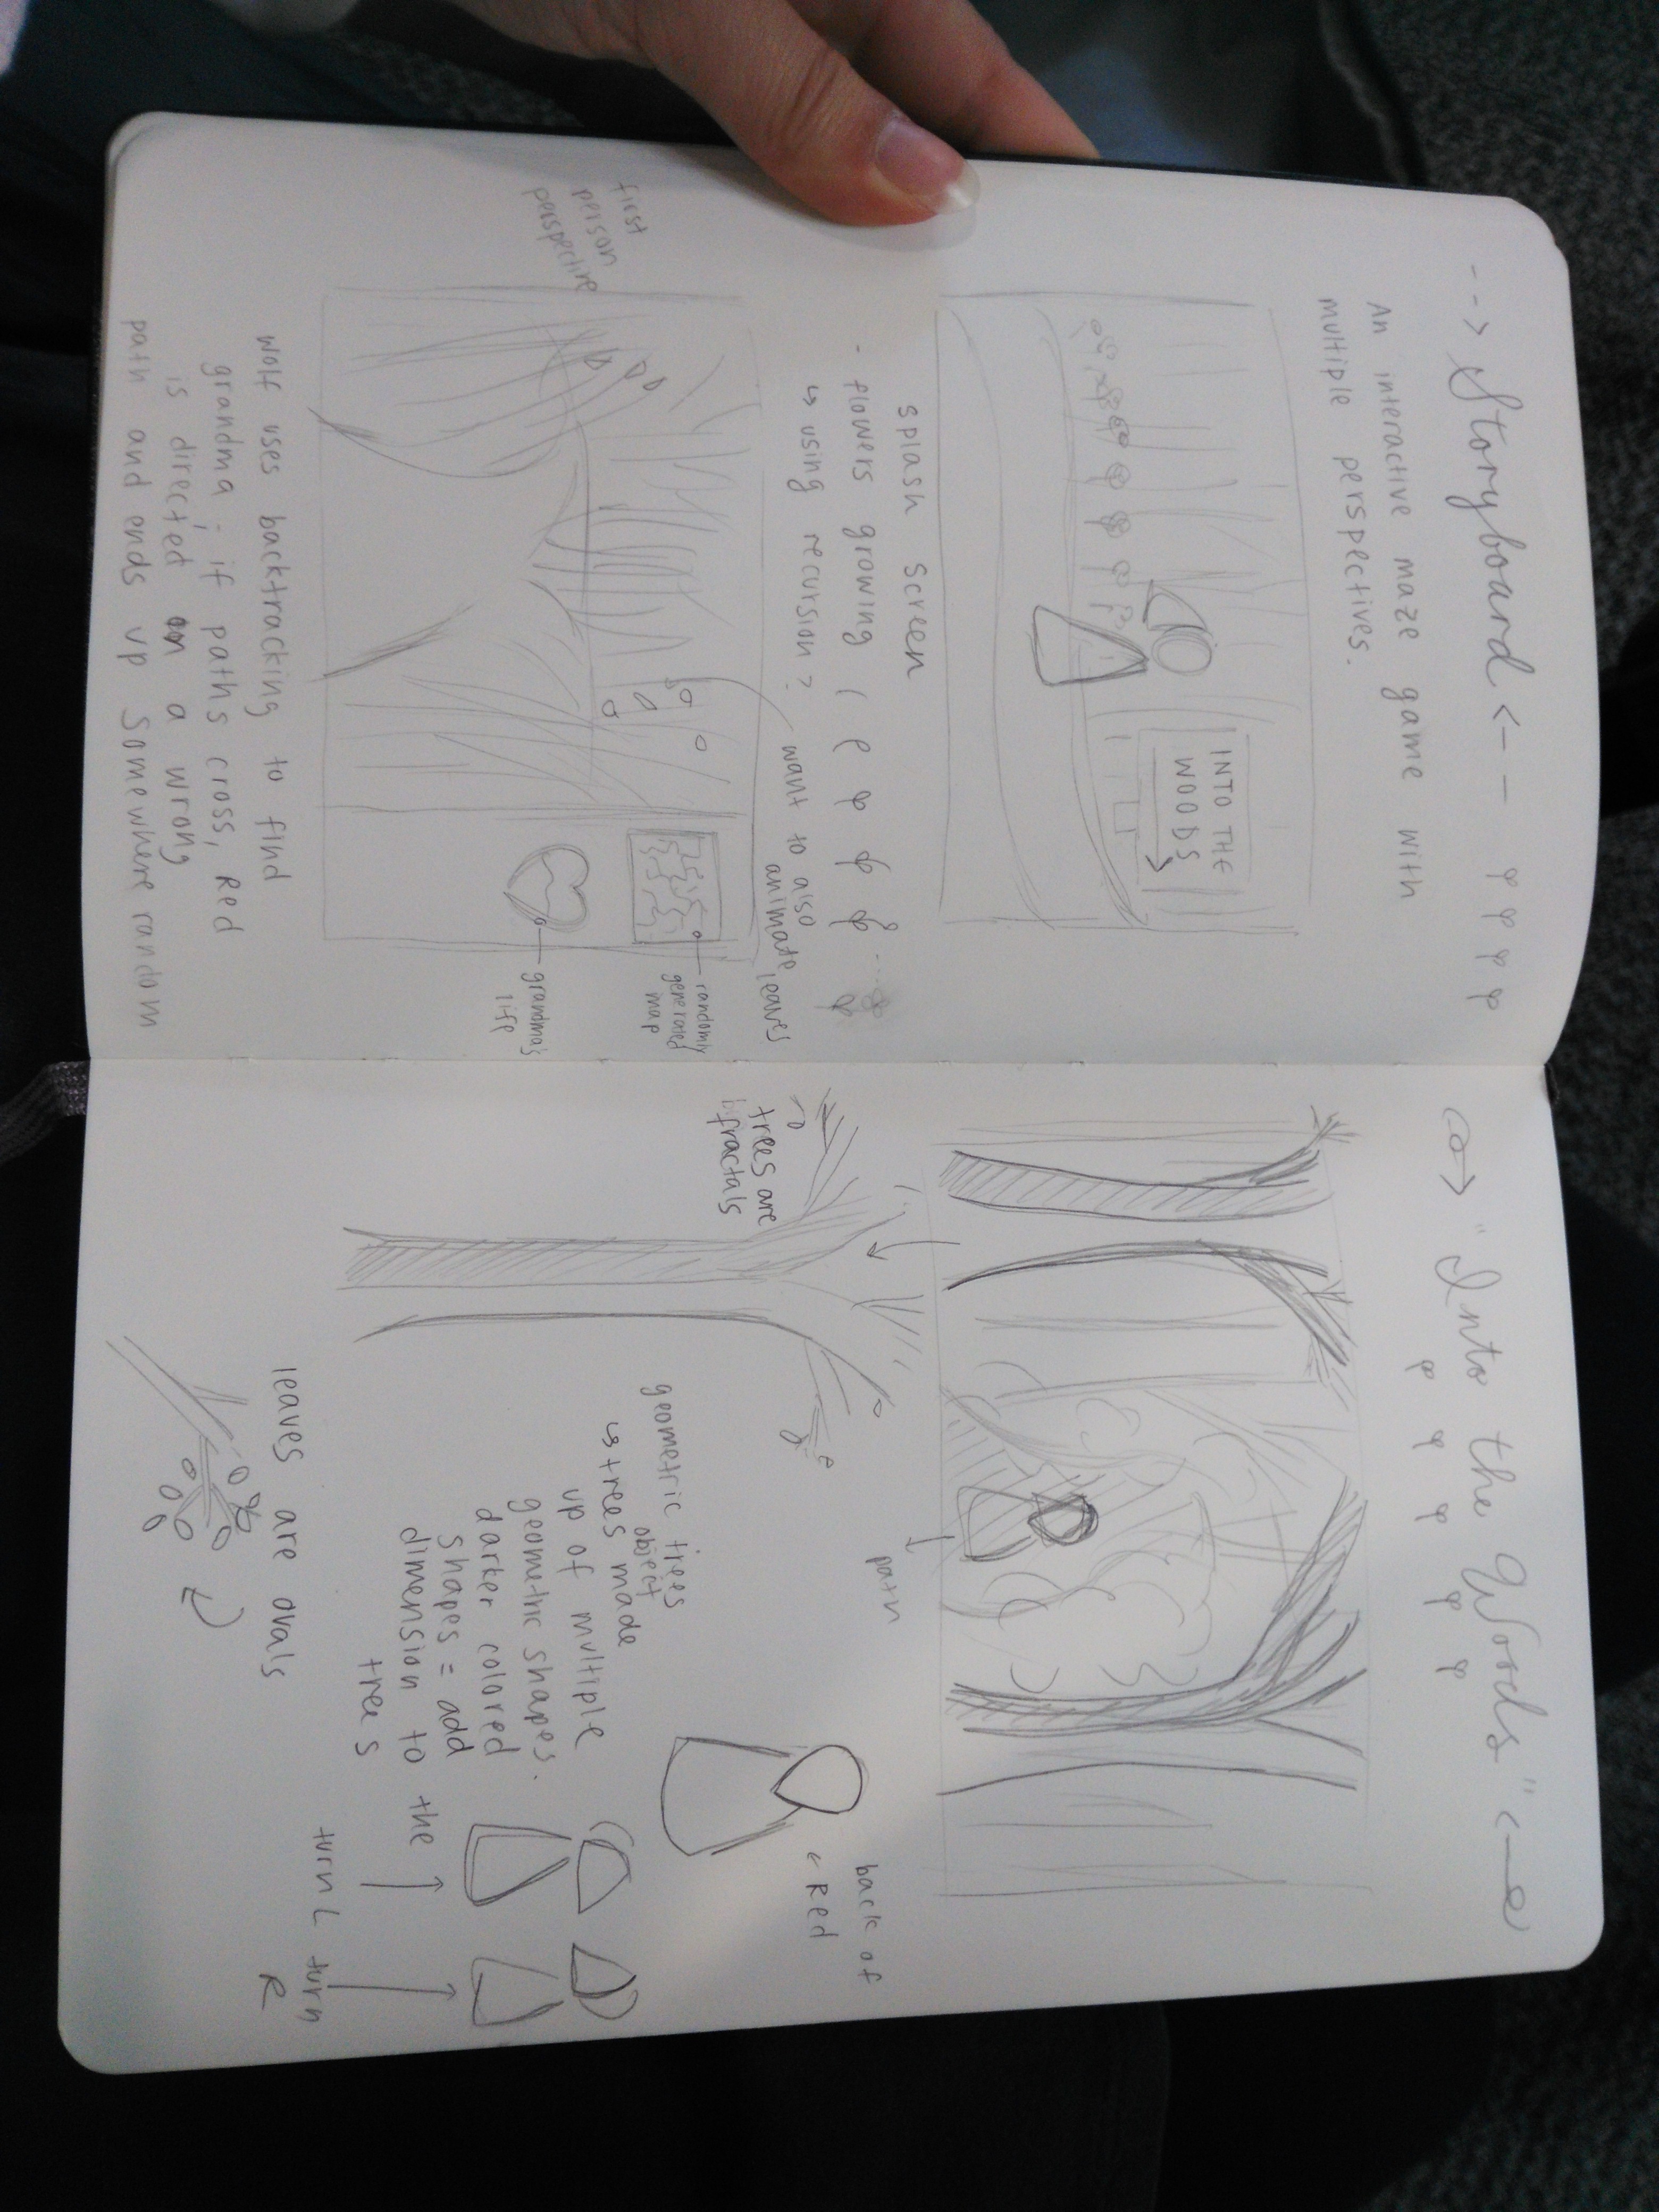 --> Storyboard <--
An interactive maze game with
multiple perspectives.
INTO THE
WOODS
splash screen
- flowers growing
↳ using recursion?
want to also
animate leaves
first
person
perspective
randomly
generated
map
grandma's
life
wolf uses backtracking to find
grandma; if paths cross, Red
is directed on a wrong
path and ends up somewhere random
"Into the Woods"
path
trees are
fractals
back of
← Red
geometric trees
object
↳ trees made
up of multiple
geometric shapes.
darker colored
shapes = add
dimension to the
trees
turn L
turn
R
leaves are ovals